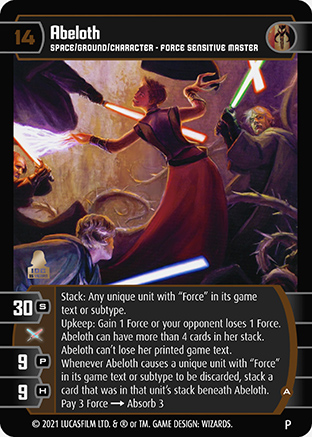 14
Abeloth
SPACE/GROUND/CHARACTER - FORCE SENSITIVE MASTER
30 S
9 P
9 H
Stack: Any unique unit with “Force” in its game
text or subtype.
Upkeep: Gain 1 Force or your opponent loses 1 Force.
Abeloth can have more than 4 cards in her stack.
Abeloth can’t lose her printed game text.
Whenever Abeloth causes a unique unit with “Force”
in its game text or subtype to be discarded, stack a
card that was in that unit’s stack beneath Abeloth.
Pay 3 Force → Absorb 3
A
© 2021 LUCASFILM LTD. & ® or TM. GAME DESIGN: WIZARDS.
P